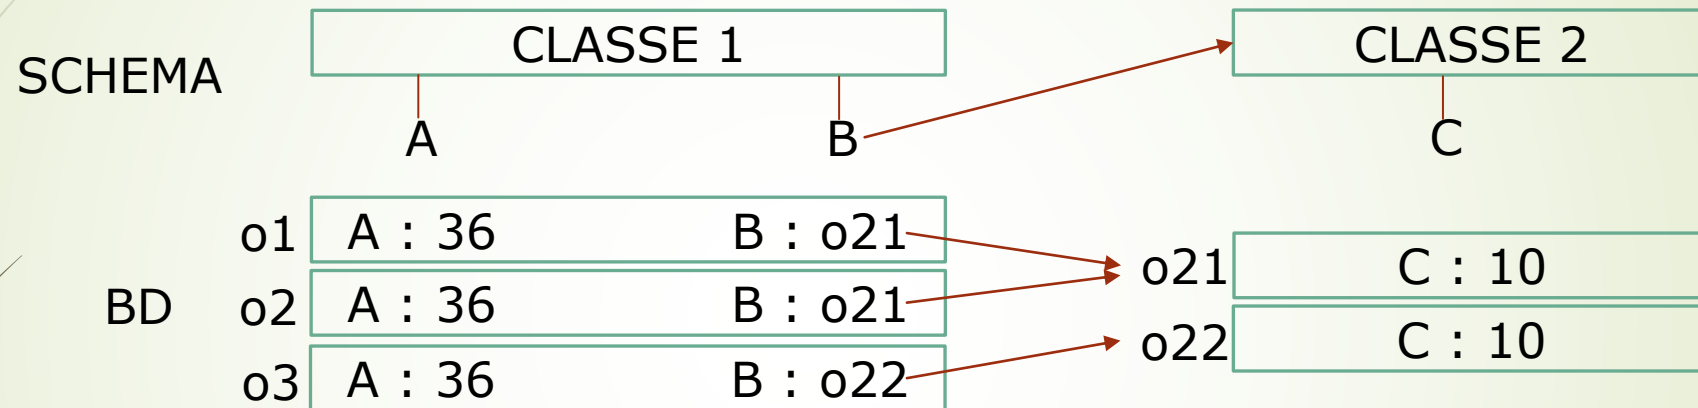 CLASSE 1 CLASSE 2
SCHEMA
A B C
o1 A : 36 B : o21
o21 C : 10
BD o2 A : 36 B : o21
o22 C : 10
o3 A : 36 B : o22